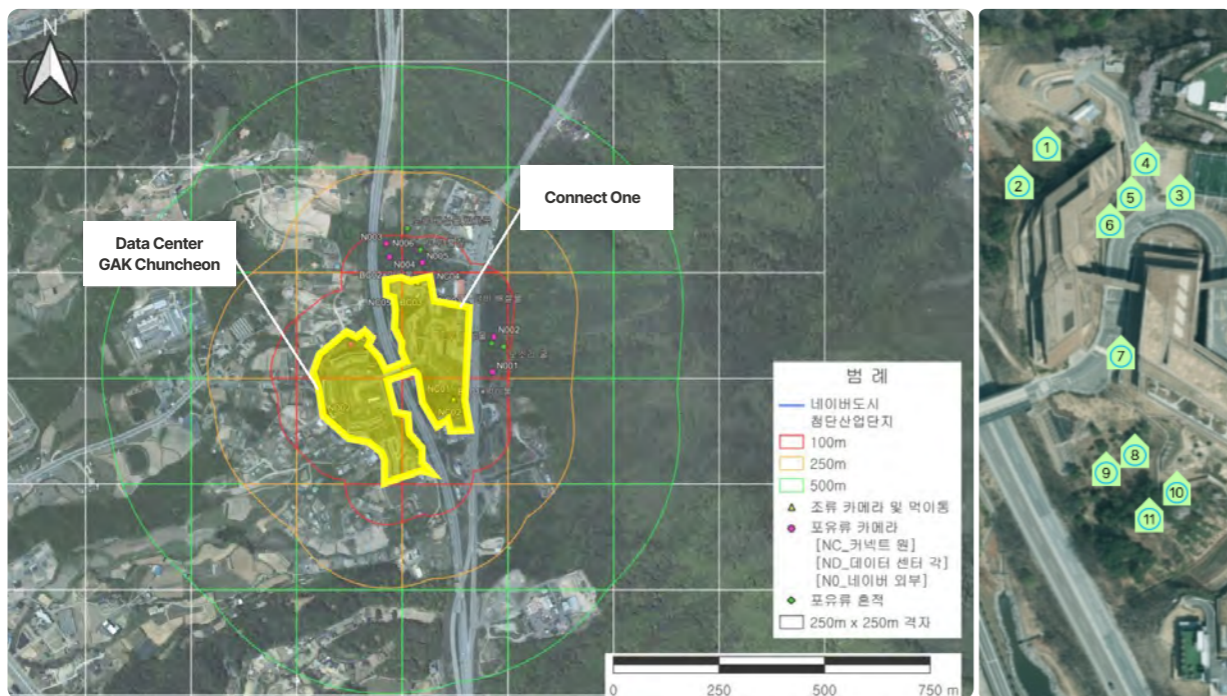 N
Data Center
GAK Chuncheon
Connect One
N003
N006
N005
N004
NC04
N002
N001
범 례
네이버도시
첨단산업단지
100m
250m
500m
조류 카메라 및 먹이통
포유류 카메라
[NC_커넥트 원]
[ND_데이터 센터 각]
[N0_네이버 외부]
포유류 흔적
250m x 250m 격자
0
250
500
750 m
1
2
4
5
3
6
7
8
9
10
11